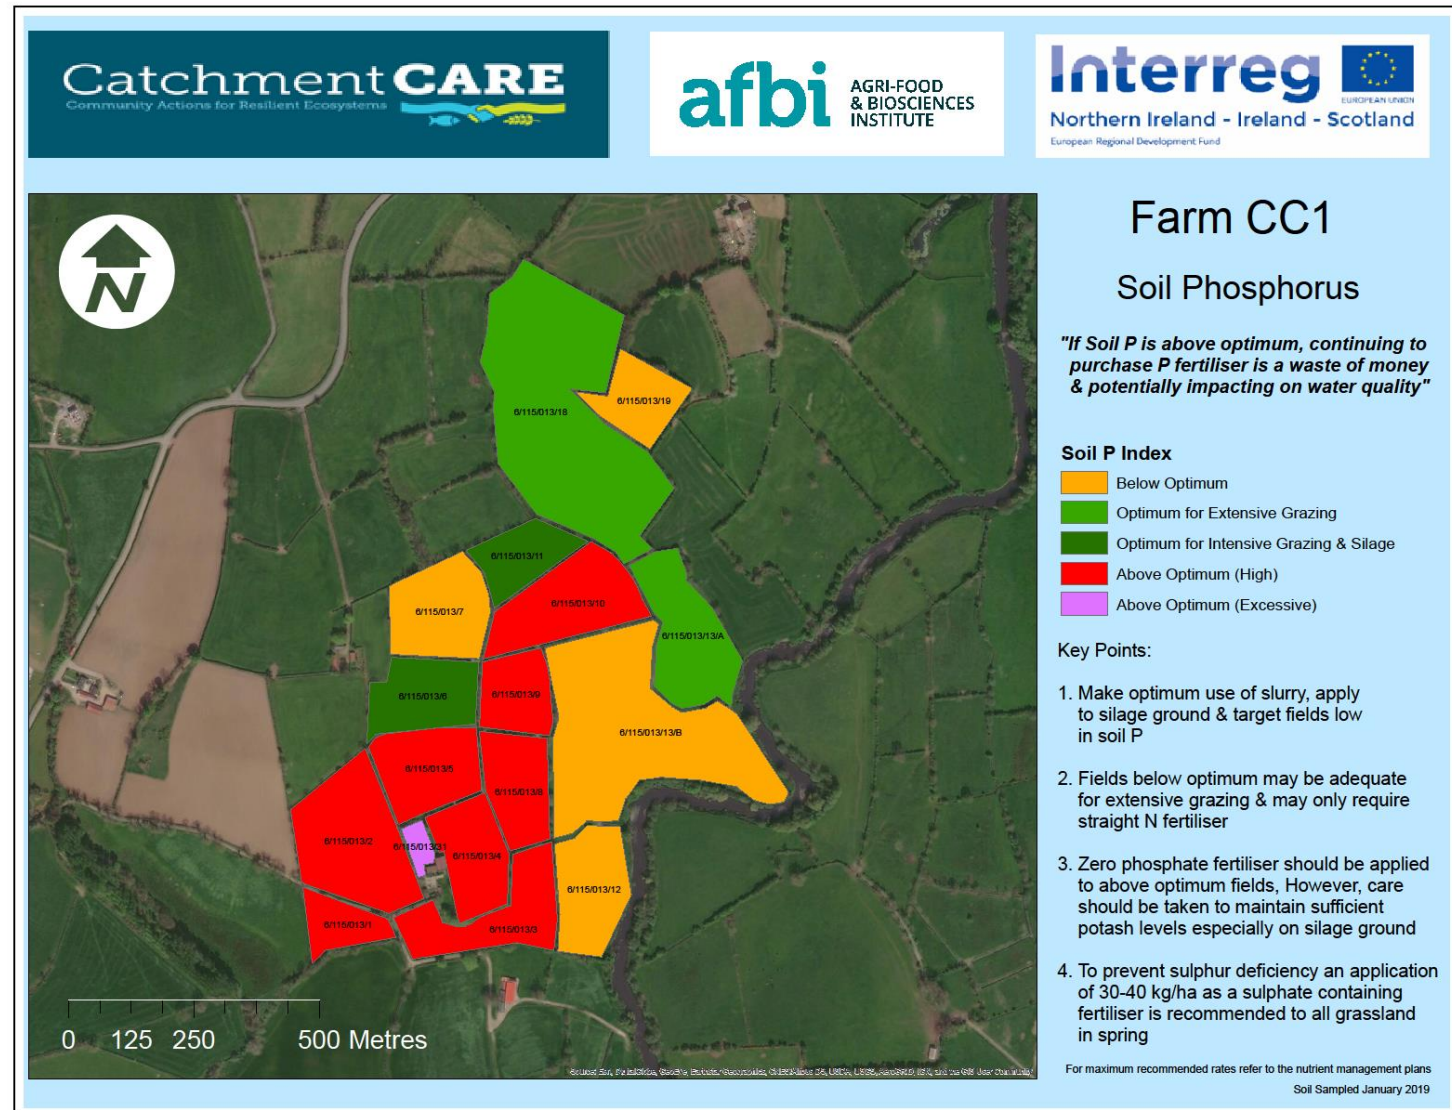 CatchmentCARE
Community Actions for Resilient Ecosystems
afbi
AGRI-FOOD
& BIOSCIENCES
INSTITUTE
Interreg
EUROPEAN UNION
Northern Ireland - Ireland - Scotland
European Regional Development Fund
N
6/115/013/18
6/115/013/19
6/115/013/11
6/115/013/10
6/115/013/7
6/115/013/13/A
6/115/013/6
6/115/013/9
6/115/013/13/B
6/115/013/5
6/115/013/8
6/115/013/2
6/115/013/31
6/115/013/4
6/115/013/12
6/115/013/1
6/115/013/3
0 125 250 500 Metres
Farm CC1
Soil Phosphorus
"If Soil P is above optimum, continuing to
purchase P fertiliser is a waste of money
& potentially impacting on water quality"
Soil P Index
Below Optimum
Optimum for Extensive Grazing
Optimum for Intensive Grazing & Silage
Above Optimum (High)
Above Optimum (Excessive)
Key Points:
1. Make optimum use of slurry, apply
to silage ground & target fields low
in soil P
2. Fields below optimum may be adequate
for extensive grazing & may only require
straight N fertiliser
3. Zero phosphate fertiliser should be applied
to above optimum fields, However, care
should be taken to maintain sufficient
potash levels especially on silage ground
4. To prevent sulphur deficiency an application
of 30-40 kg/ha as a sulphate containing
fertiliser is recommended to all grassland
in spring
For maximum recommended rates refer to the nutrient management plans
Soil Sampled January 2019